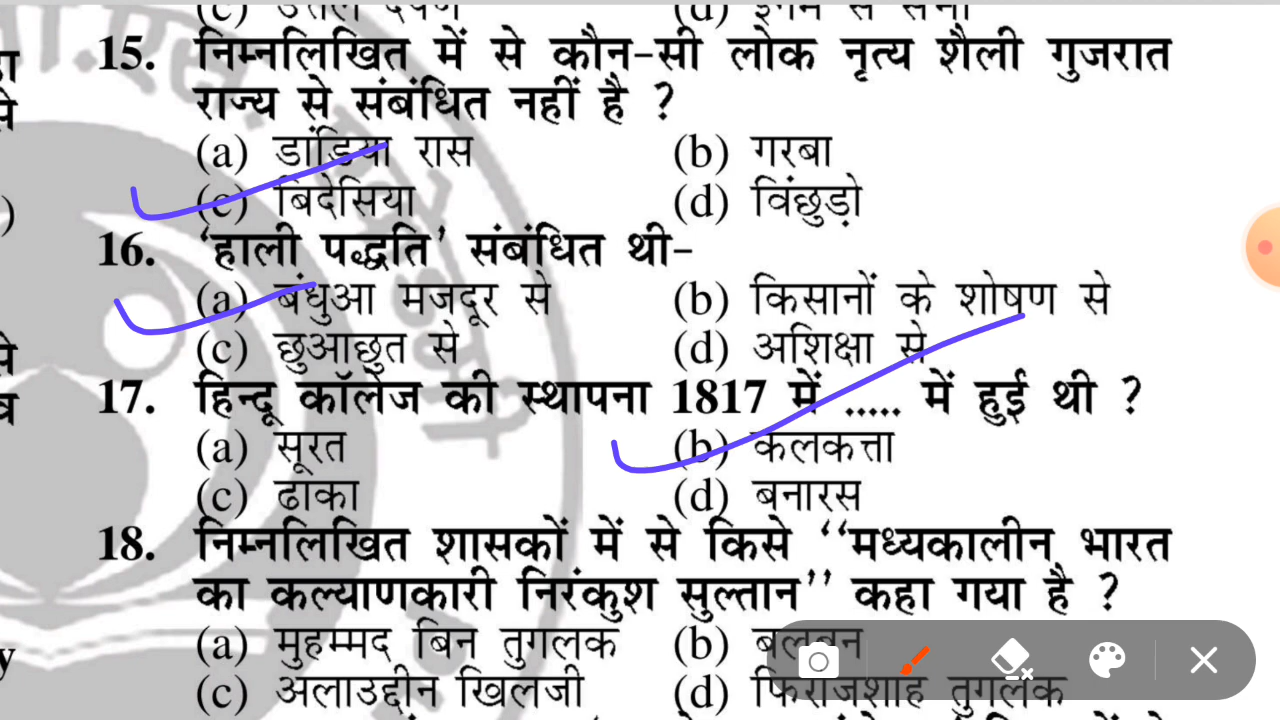 15. निम्नलिखित में से कौन-सी लोक नृत्य शैली गुजरात
राज्य से संबंधित नहीं है ?
(a) डांडिया रास (b) गरबा
(c) बिदेसिया (d) विंछुड़ो
16. 'हाली पद्धति' संबंधित थी-
(a) बंधुआ मजदूर से (b) किसानों के शोषण से
(c) छुआछुत से (d) अशिक्षा से
17. हिन्दू कॉलेज की स्थापना 1817 में ..... में हुई थी ?
(a) सूरत (b) कलकत्ता
(c) ढाका (d) बनारस
18. निम्नलिखित शासकों में से किसे ''मध्यकालीन भारत
का कल्याणकारी निरंकुश सुल्तान'' कहा गया है ?
(a) मुहम्मद बिन तुगलक (b) बलबन
(c) अलाउद्दीन खिलजी (d) फिरोजशाह तुगलक